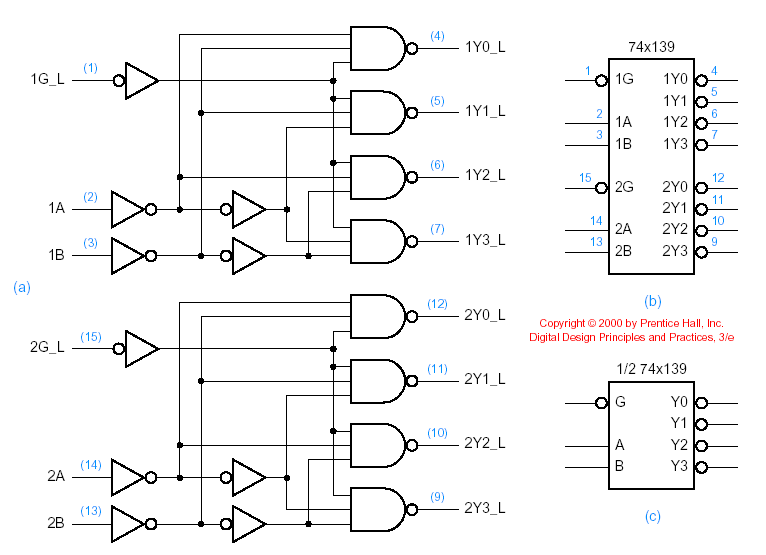 (4)
1Y0_L
1G_L (1)
(5)
1Y1_L
(6)
1Y2_L
1A (2)
1B (3)
(7)
1Y3_L
(a)
(12)
2Y0_L
2G_L (15)
(11)
2Y1_L
(10)
2Y2_L
2A (14)
2B (13)
(9)
2Y3_L
74x139
1 1G 1Y0 4
1Y1 5
2 1A 1Y2 6
3 1B 1Y3 7
15 2G 2Y0 12
2Y1 11
14 2A 2Y2 10
13 2B 2Y3 9
(b)
Copyright © 2000 by Prentice Hall, Inc.
Digital Design Principles and Practices, 3/e
1/2 74x139
G Y0
Y1
A Y2
B Y3
(c)